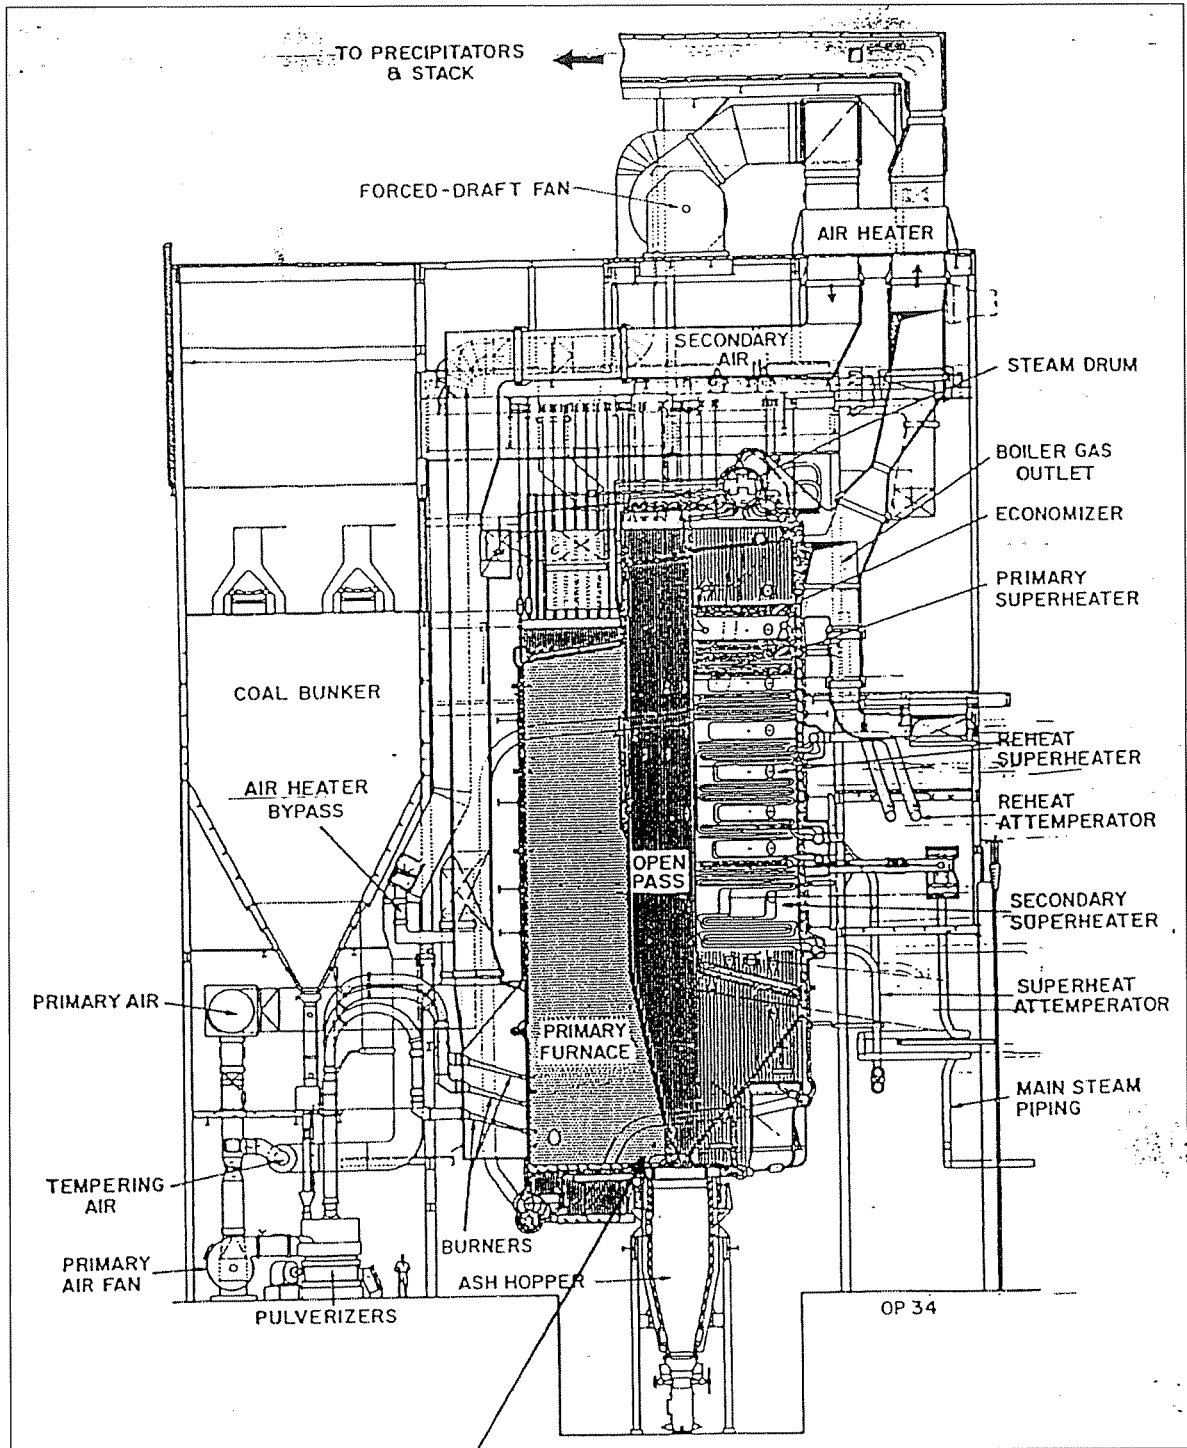 TO PRECIPITATORS
& STACK
FORCED-DRAFT FAN
AIR HEATER
SECONDARY
AIR
STEAM DRUM
BOILER GAS
OUTLET
ECONOMIZER
PRIMARY
SUPERHEATER
COAL BUNKER
REHEAT
SUPERHEATER
AIR HEATER
BYPASS
REHEAT
ATTEMPERATOR
OPEN
PASS
SECONDARY
SUPERHEATER
PRIMARY AIR
SUPERHEAT
ATTEMPERATOR
PRIMARY
FURNACE
MAIN STEAM
PIPING
TEMPERING
AIR
BURNERS
PRIMARY
AIR FAN
ASH HOPPER
PULVERIZERS
OP 34